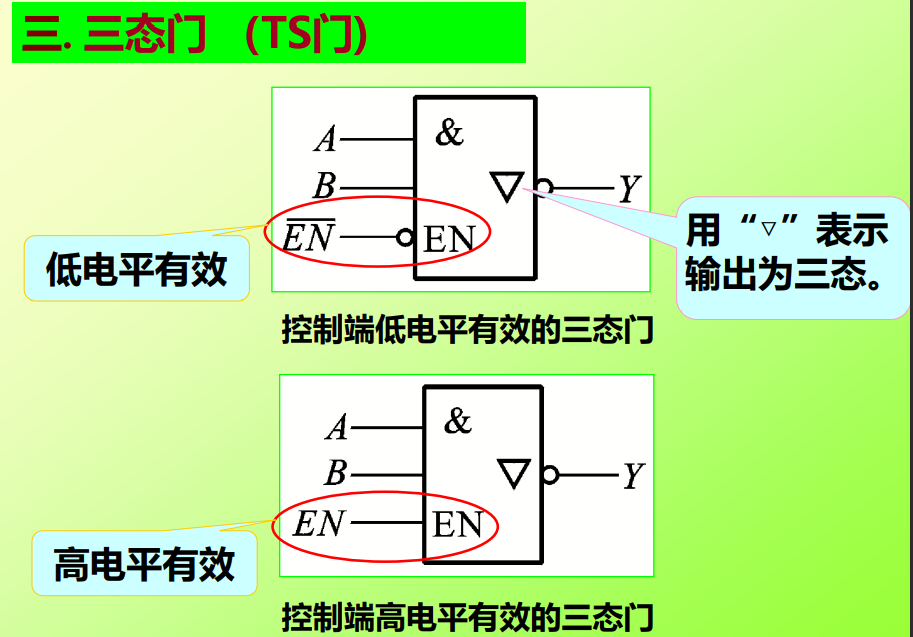 三. 三态门 (TS门)
A
&
B
Y
$\overline{EN}$
EN
低电平有效
用“▽”表示
输出为三态。
控制端低电平有效的三态门
A
&
B
Y
EN
EN
高电平有效
控制端高电平有效的三态门